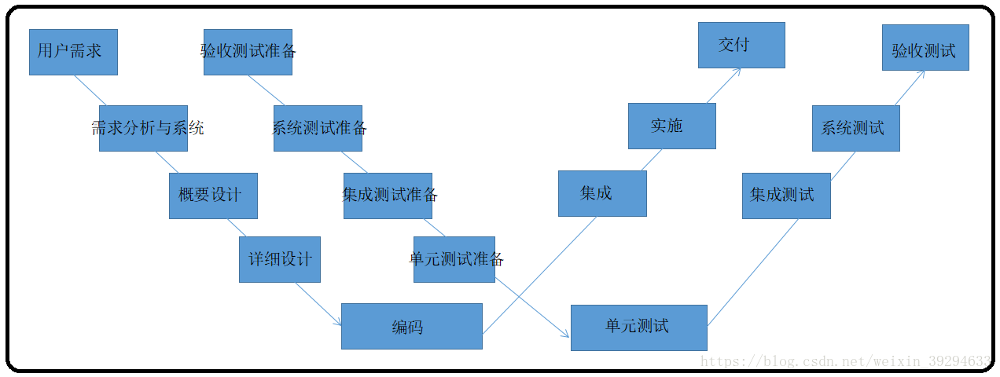 用户需求
验收测试准备
交付
验收测试
需求分析与系统
系统测试准备
实施
系统测试
概要设计
集成测试准备
集成
集成测试
详细设计
单元测试准备
编码
单元测试
https://blog.csdn.net/weixin_39294633